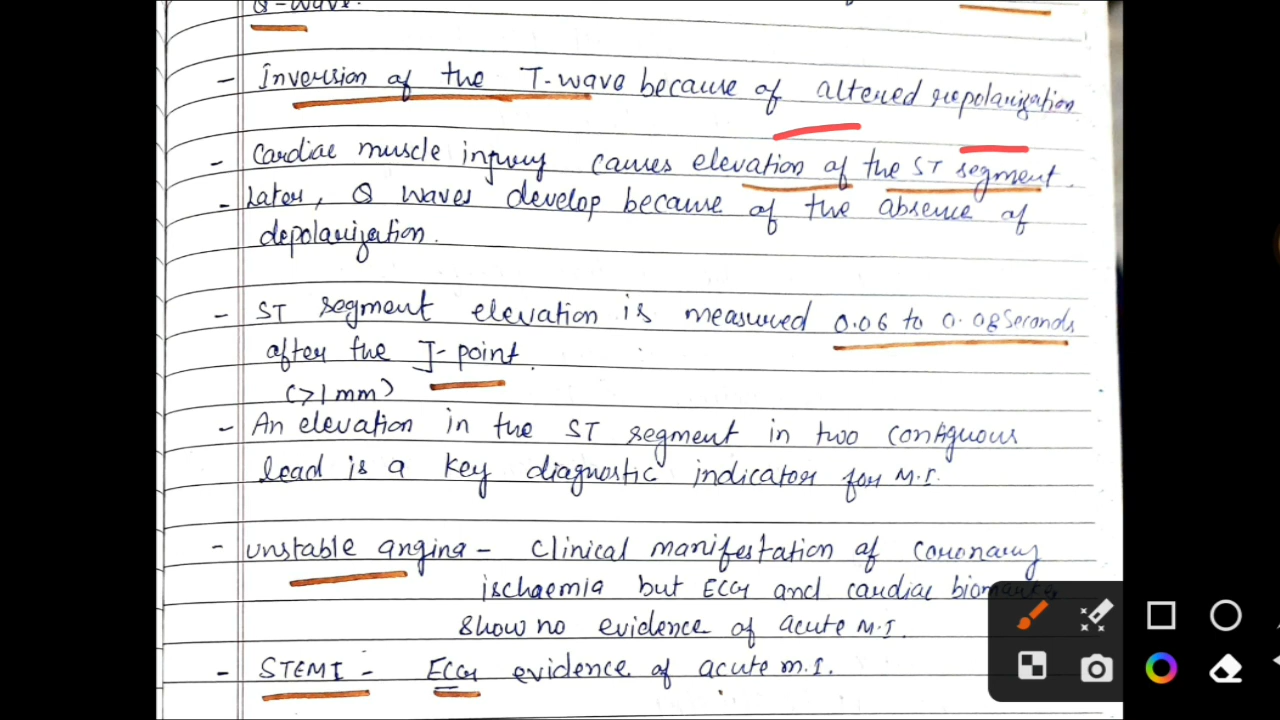 Q-wave.
- Inversion of the T-wave because of altered repolarization
- Cardiac muscle injury causes elevation of the ST segment.
- Later, Q waves develop because of the absence of
depolarization.
- ST segment elevation is measured 0.06 to 0.08 seconds
after the J-point.
(>1mm)
- An elevation in the ST segment in two contiguous
lead is a key diagnostic indicator for M.I.
- unstable angina - Clinical manifestation of coronary
ischaemia but ECG and cardiac biomarker
show no evidence of acute M.I.
- STEMI - ECG evidence of acute m.I.